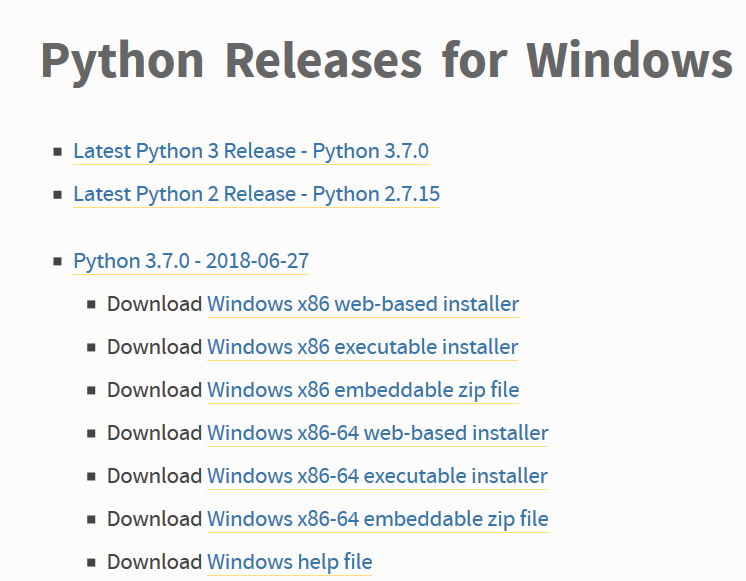 Python Releases for Windows
Latest Python 3 Release - Python 3.7.0
Latest Python 2 Release - Python 2.7.15
Python 3.7.0 - 2018-06-27
Download Windows x86 web-based installer
Download Windows x86 executable installer
Download Windows x86 embeddable zip file
Download Windows x86-64 web-based installer
Download Windows x86-64 executable installer
Download Windows x86-64 embeddable zip file
Download Windows help file